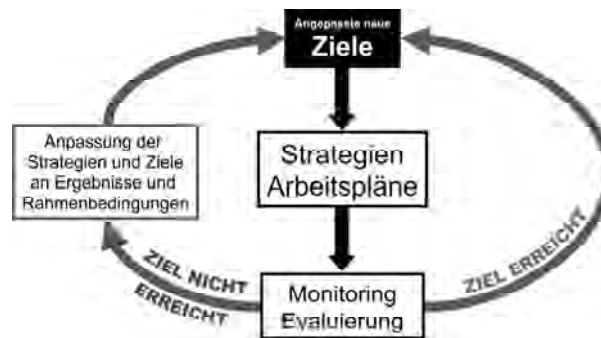 Angepasste neue
Ziele
Anpassung der
Strategien und Ziele
an Ergebnisse und
Rahmenbedingungen
Strategien
Arbeitspläne
ZIEL NICHT
ERREICHT
Monitoring
Evaluierung
ZIEL ERREICHT